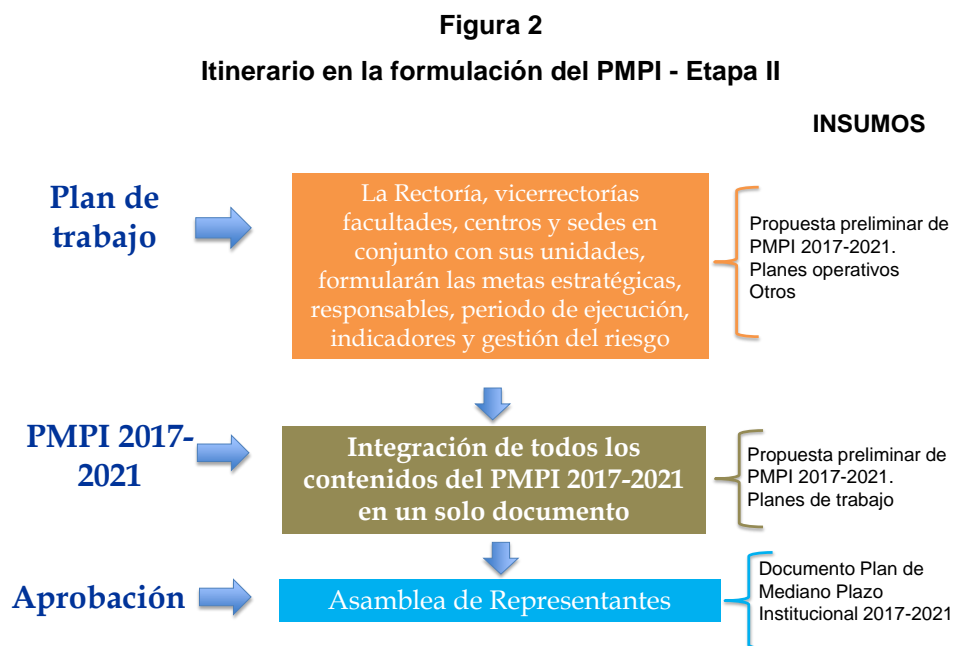 Figura 2
Itinerario en la formulación del PMPI - Etapa II
INSUMOS
Plan de
trabajo
La Rectoría, vicerrectorías
facultades, centros y sedes en
conjunto con sus unidades,
formularán las metas estratégicas,
responsables, periodo de ejecución,
indicadores y gestión del riesgo
Propuesta preliminar de
PMPI 2017-2021.
Planes operativos
Otros
PMPI 2017-
2021
Integración de todos los
contenidos del PMPI 2017-2021
en un solo documento
Propuesta preliminar de
PMPI 2017-2021.
Planes de trabajo
Aprobación
Asamblea de Representantes
Documento Plan de
Mediano Plazo
Institucional 2017-2021